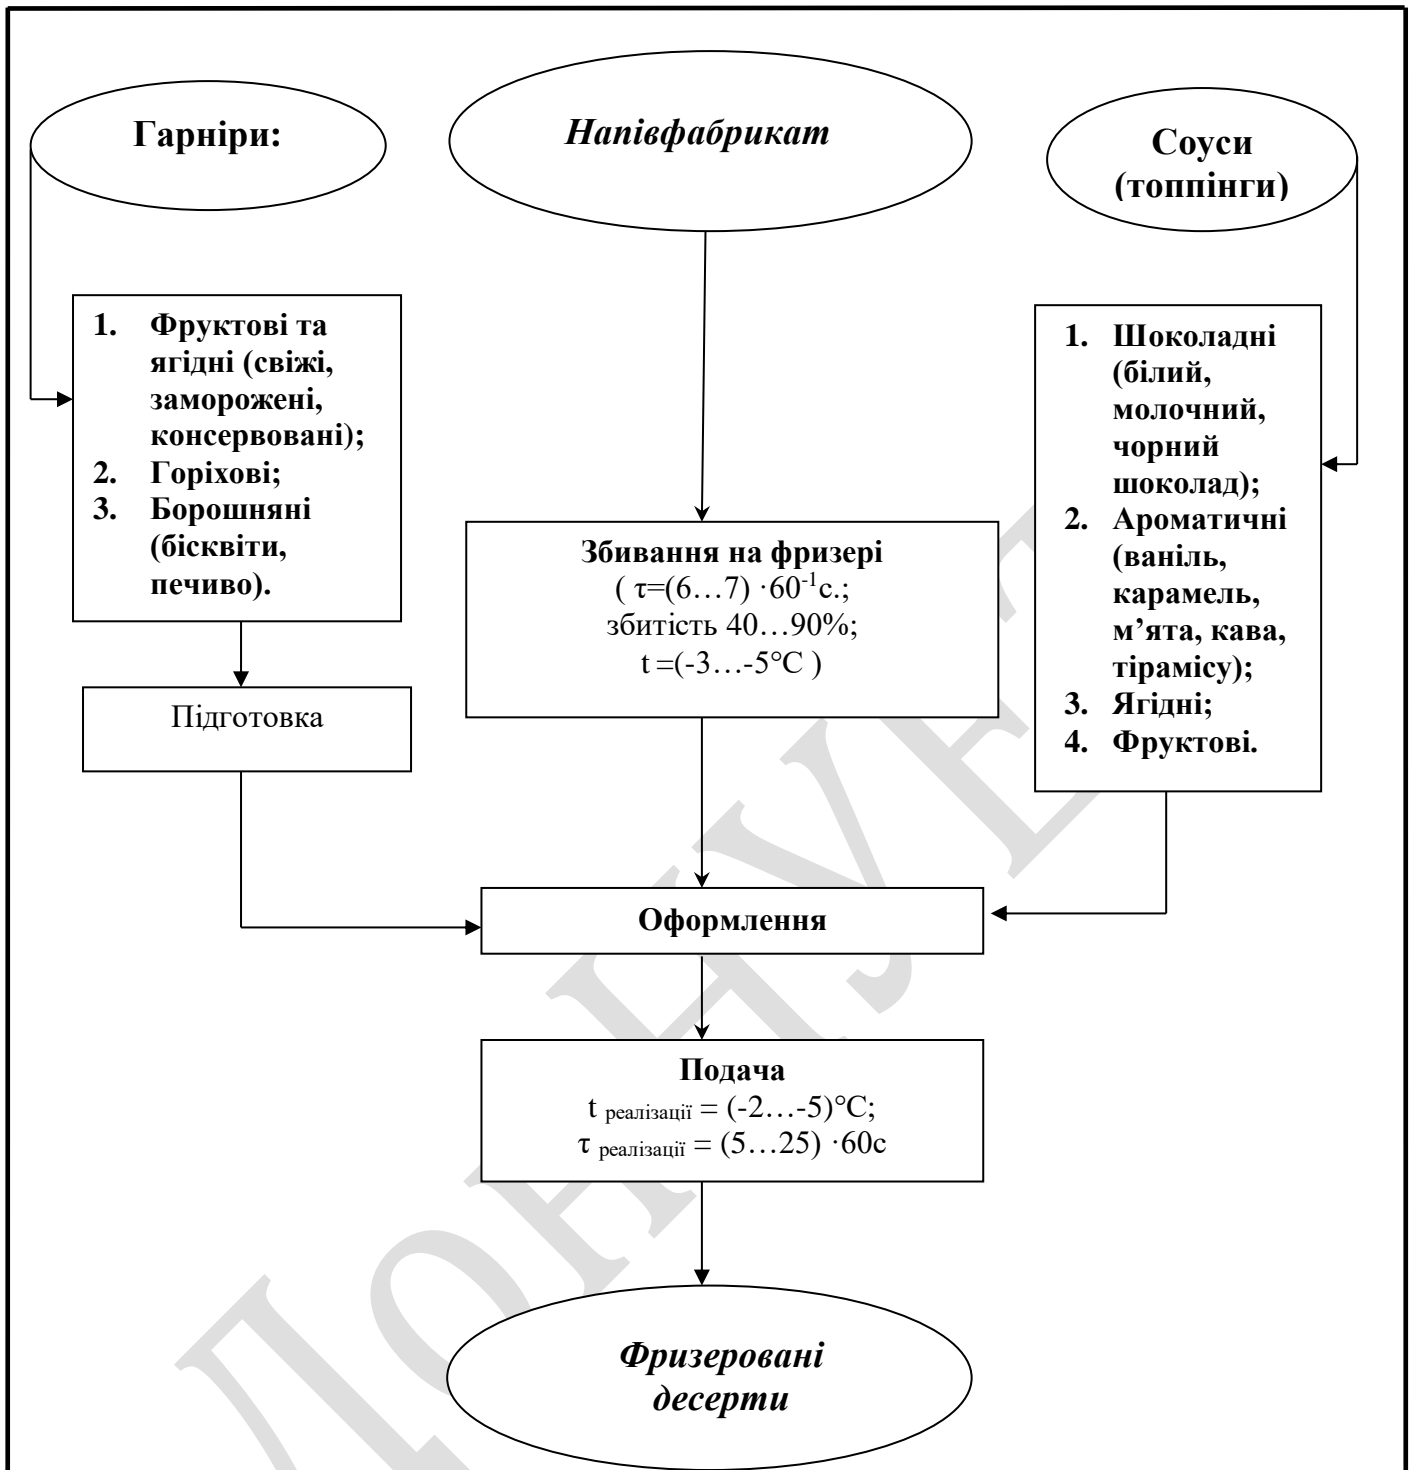 Гарніри:
Напівфабрикат
Соуси
(топпінги)
1. Фруктові та
ягідні (свіжі,
заморожені,
консервовані);
2. Горіхові;
3. Борошняні
(бісквіти,
печиво).
1. Шоколадні
(білий,
молочний,
чорний
шоколад);
2. Ароматичні
(ваніль,
карамель,
м’ята, кава,
тірамісу);
3. Ягідні;
4. Фруктові.
Збивання на фризері
( τ=(6…7) ·60⁻¹с.;
збитість 40…90%;
t =(-3…-5°С )
Підготовка
Оформлення
Подача
t реалізації = (-2…-5)°С;
τ реалізації = (5…25) ·60с
Фризеровані
десерти
ДонНУЕ